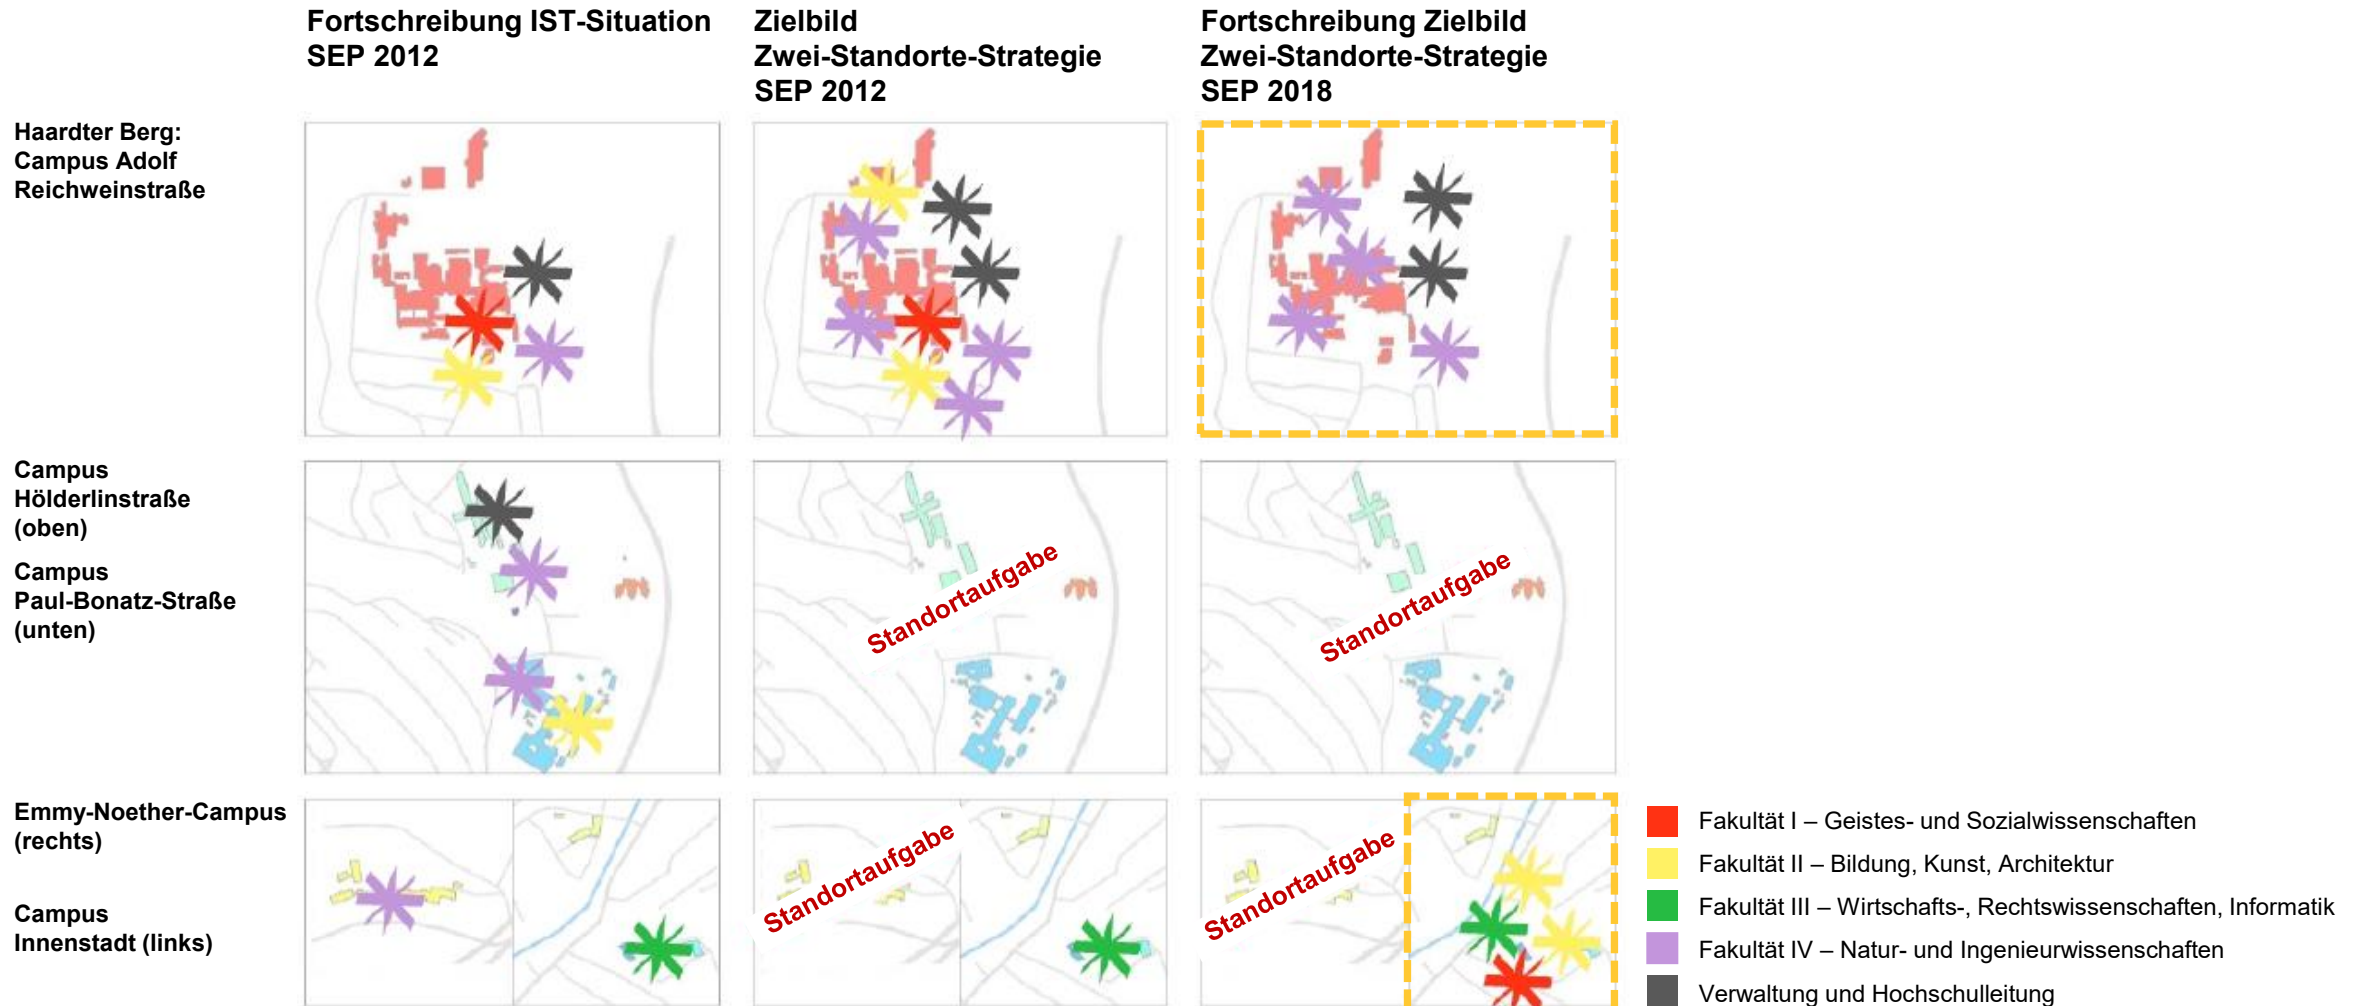 Fortschreibung IST-Situation
SEP 2012
Zielbild
Zwei-Standorte-Strategie
SEP 2012
Fortschreibung Zielbild
Zwei-Standorte-Strategie
SEP 2018
Haardter Berg:
Campus Adolf
Reichweinstraße
Campus
Hölderlinstraße
(oben)
Campus
Paul-Bonatz-Straße
(unten)
Standortaufgabe
Standortaufgabe
Emmy-Noether-Campus
(rechts)
Campus
Innenstadt (links)
Standortaufgabe
Standortaufgabe
Fakultät I – Geistes- und Sozialwissenschaften
Fakultät II – Bildung, Kunst, Architektur
Fakultät III – Wirtschafts-, Rechtswissenschaften, Informatik
Fakultät IV – Natur- und Ingenieurwissenschaften
Verwaltung und Hochschulleitung